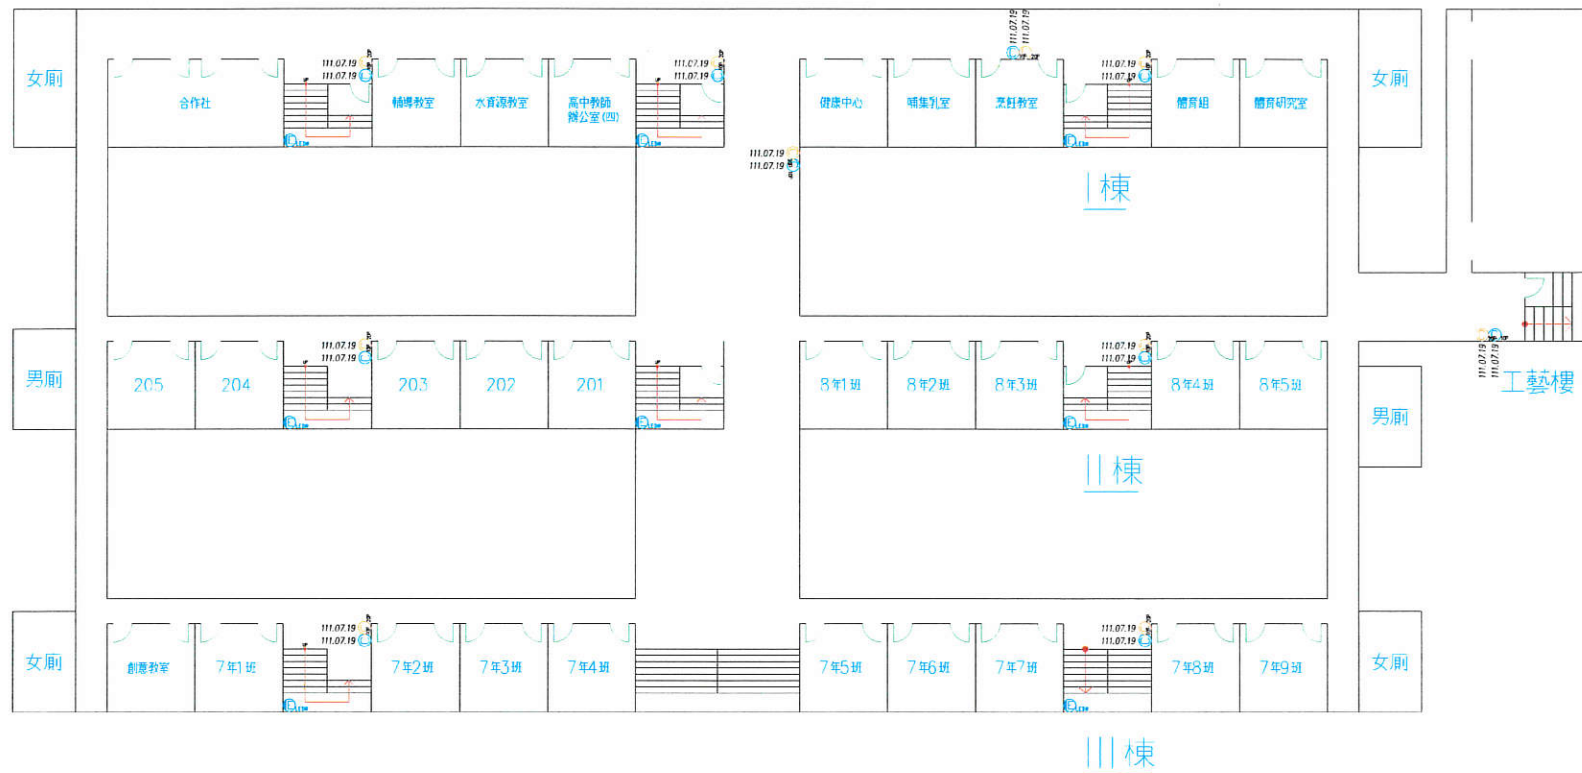 111.07.19
111.07.19
女廁
合作社
111.07.19
111.07.19
輔導教室
水資源教室
高中教師
辦公室(四)
111.07.19
111.07.19
健康中心
哺集乳室
烹飪教室
111.07.19
111.07.19
體育組
體育研究室
女廁
111.07.19
111.07.19
I棟
男廁
205
204
111.07.19
111.07.19
203
202
201
8年1班
8年2班
8年3班
111.07.19
111.07.19
8年4班
8年5班
男廁
111.07.19
111.07.19
工藝樓
II棟
女廁
創意教室
7年1班
111.07.19
111.07.19
7年2班
7年3班
7年4班
7年5班
7年6班
7年7班
111.07.19
111.07.19
7年8班
7年9班
女廁
III棟